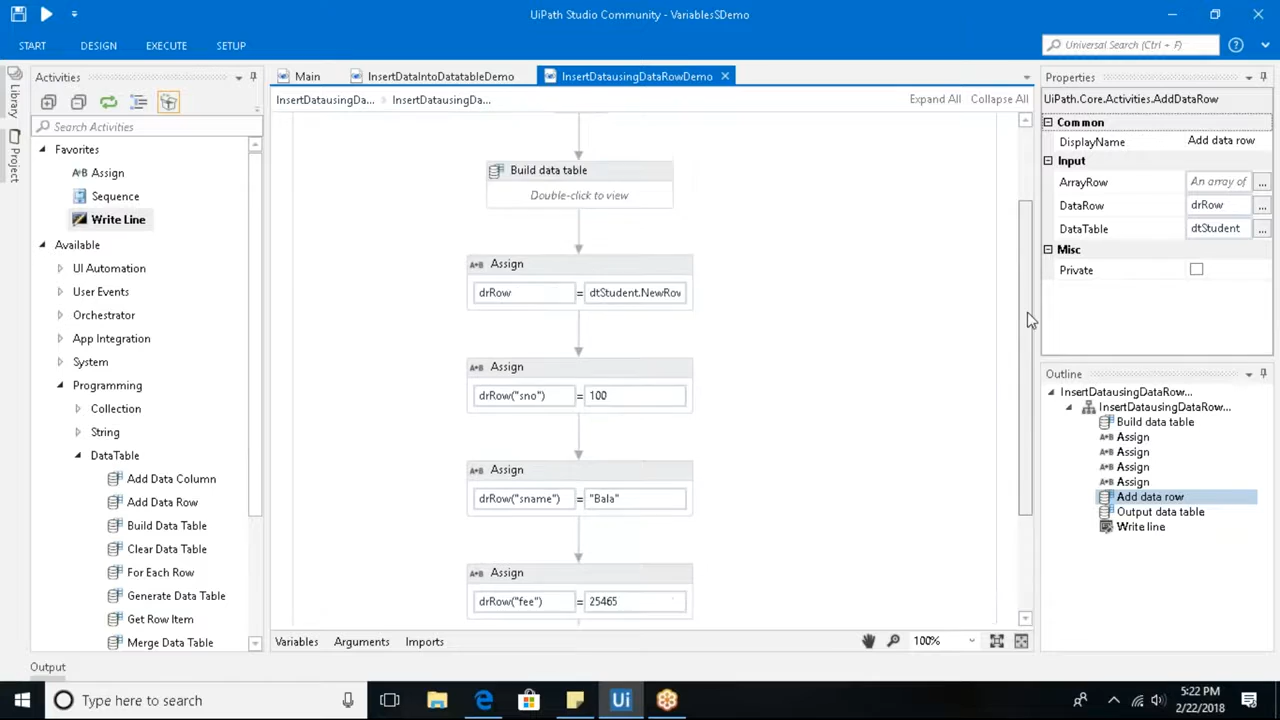 UiPath Studio Community - VariablesSDemo
START DESIGN EXECUTE SETUP
Universal Search (Ctrl + F)
Library
Project
Activities
Search Activities
Favorites
Assign
Sequence
Write Line
Available
UI Automation
User Events
Orchestrator
App Integration
System
Programming
Collection
String
DataTable
Add Data Column
Add Data Row
Build Data Table
Clear Data Table
For Each Row
Generate Data Table
Get Row Item
Merge Data Table
Main InsertDataIntoDatatableDemo InsertDatausingDataRowDemo
InsertDatausingDa... InsertDatausingDa... Expand All Collapse All
Build data table
Double-click to view
A+B Assign
drRow = dtStudent.NewRow
A+B Assign
drRow("sno") = 100
A+B Assign
drRow("sname") = "Bala"
A+B Assign
drRow("fee") = 25465
Variables Arguments Imports 100%
Properties
UiPath.Core.Activities.AddDataRow
Common
DisplayName Add data row
Input
ArrayRow An array of ...
DataRow drRow ...
DataTable dtStudent ...
Misc
Private
Outline
InsertDatausingDataRow...
InsertDatausingDataRow...
Build data table
A+B Assign
A+B Assign
A+B Assign
A+B Assign
Add data row
Output data table
Write line
Output
Type here to search
Ui
5:22 PM
2/22/2018